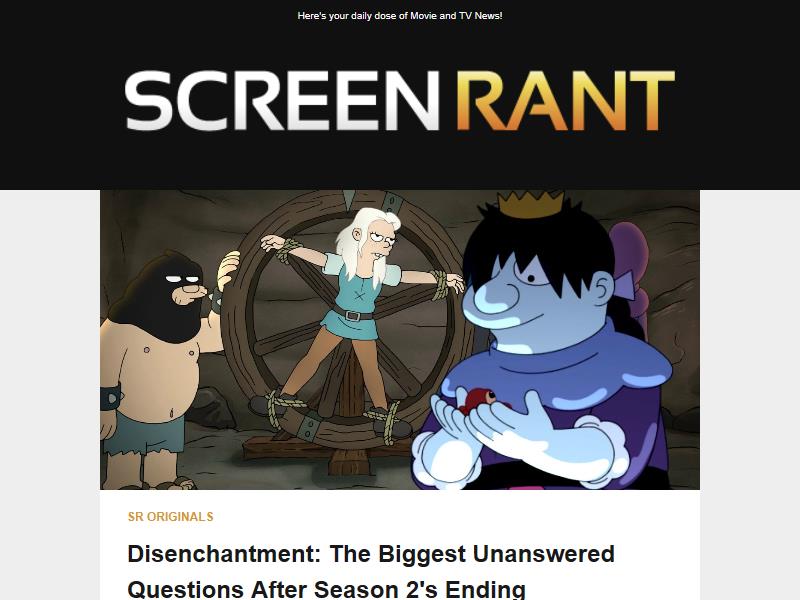 Here's your daily dose of Movie and TV News!
SCREEN RANT
SR ORIGINALS
Disenchantment: The Biggest Unanswered
Questions After Season 2's Ending